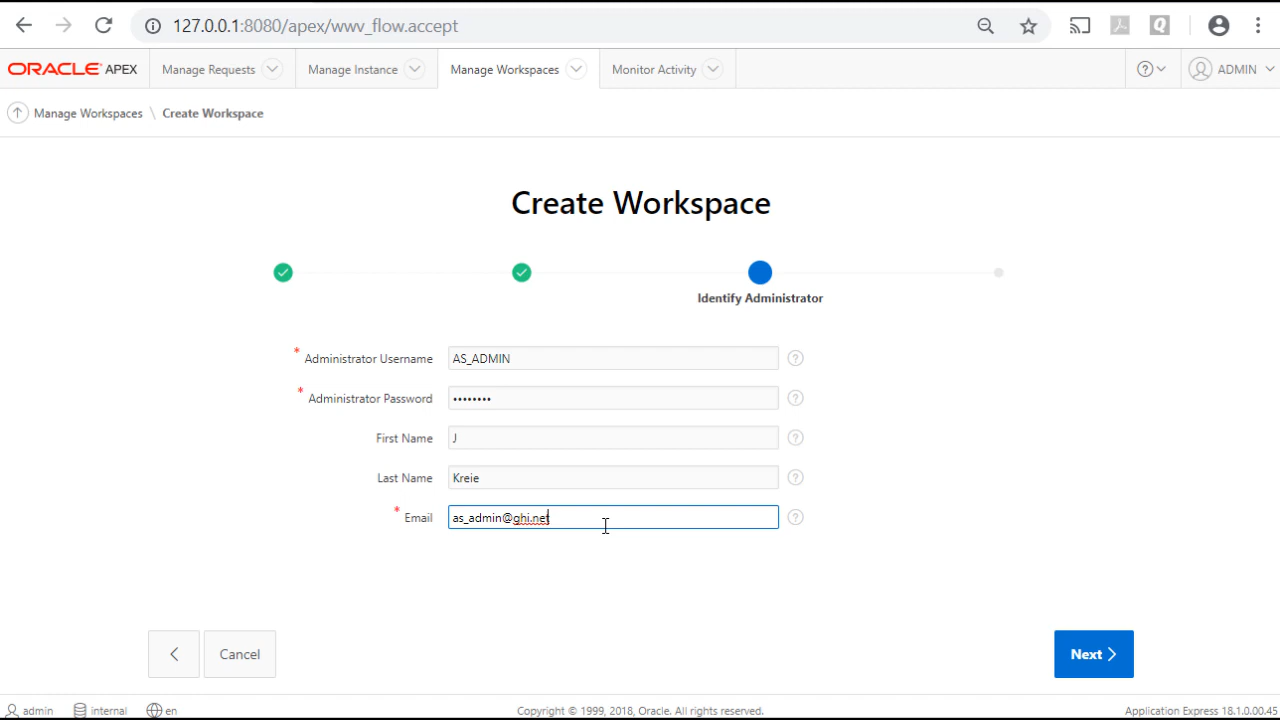 127.0.0.1:8080/apex/wwv_flow.accept
ORACLE APEX Manage Requests Manage Instance Manage Workspaces Monitor Activity ? ADMIN
Manage Workspaces \ Create Workspace
Create Workspace
Identify Administrator
* Administrator Username AS_ADMIN ?
* Administrator Password •••••••• ?
First Name J ?
Last Name Kreie ?
* Email as_admin@ghi.net ?
Cancel Next
admin internal en Copyright © 1999, 2018, Oracle. All rights reserved. Application Express 18.1.0.00.45